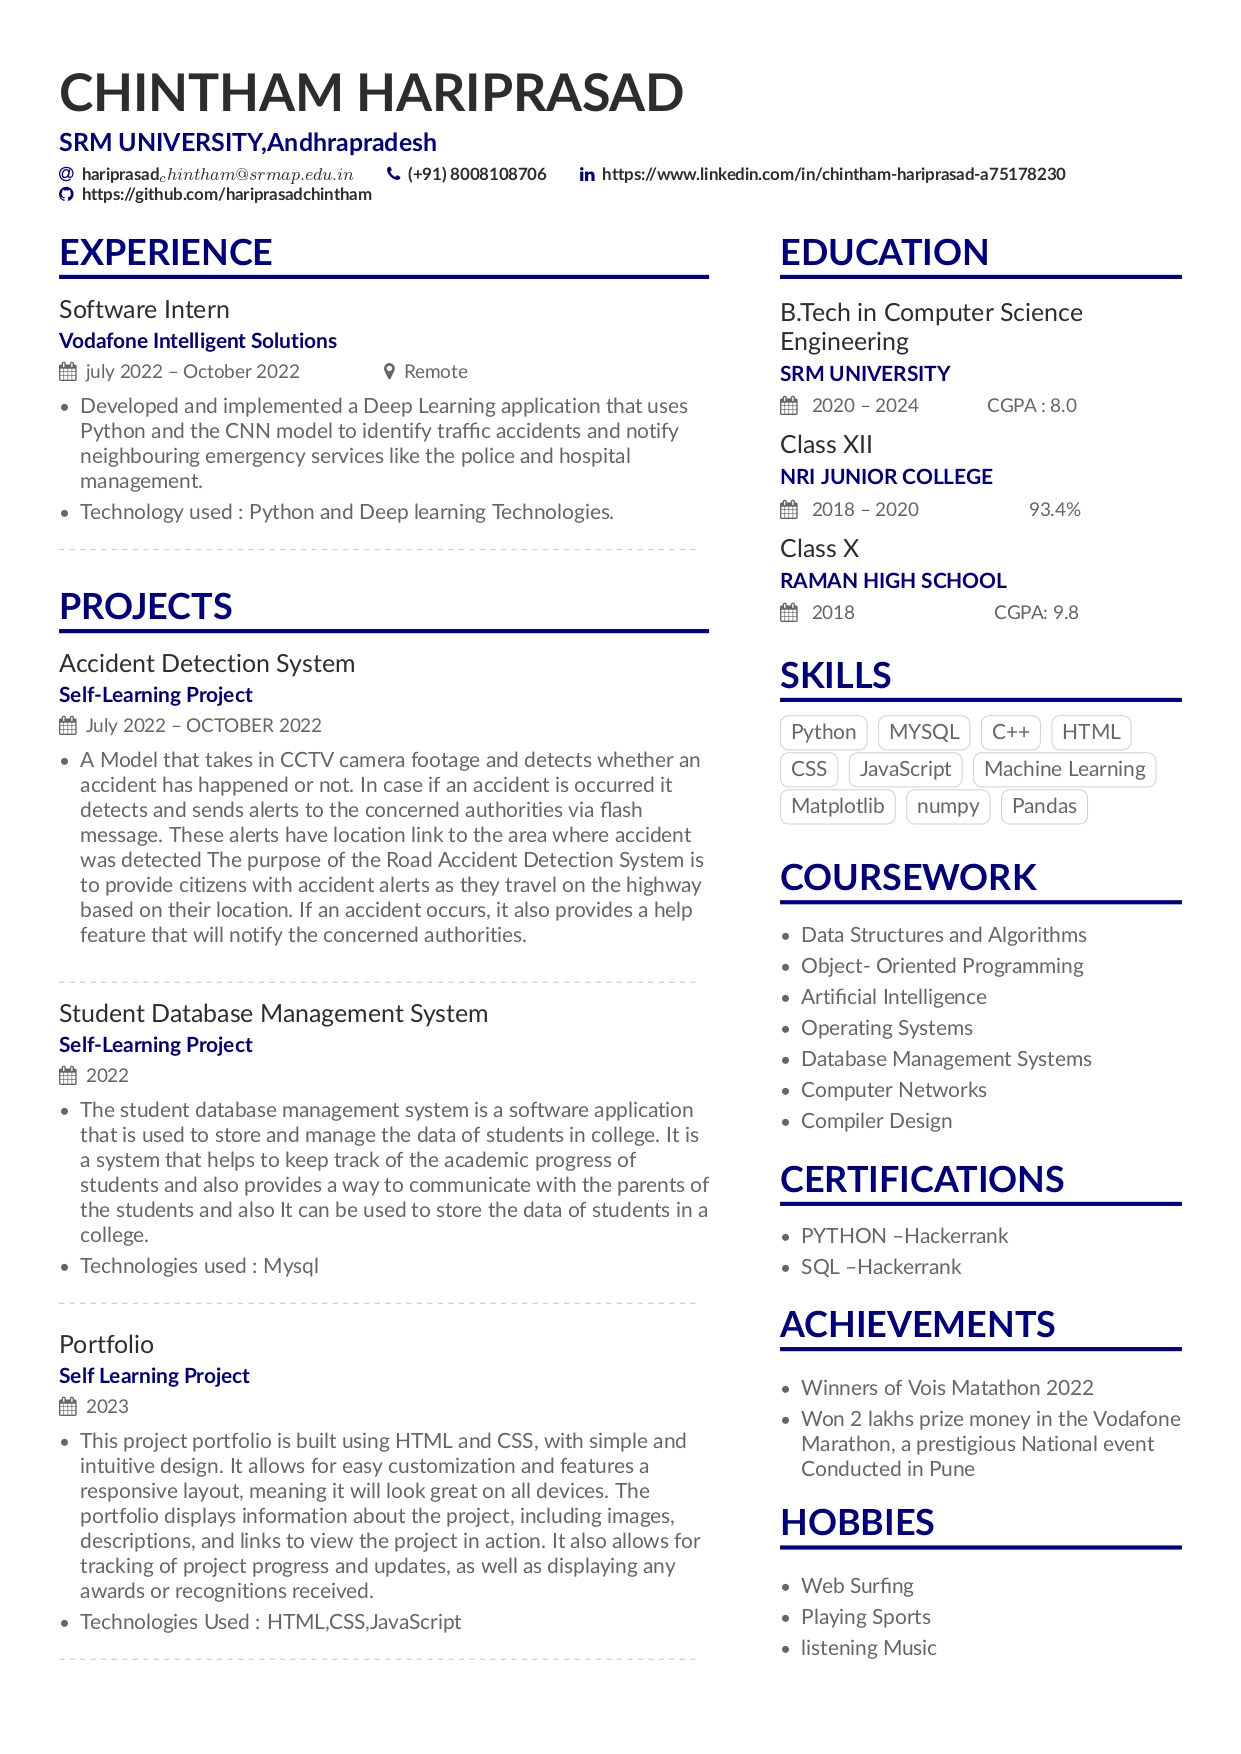 CHINTHAM HARIPRASAD
SRM UNIVERSITY,Andhrapradesh
hariprasadchintham@srmap.edu.in (+91) 8008108706 https://www.linkedin.com/in/chintham-hariprasad-a75178230
https://github.com/hariprasadchintham
EXPERIENCE
Software Intern
Vodafone Intelligent Solutions
july 2022 – October 2022 Remote
• Developed and implemented a Deep Learning application that uses
Python and the CNN model to identify traffic accidents and notify
neighbouring emergency services like the police and hospital
management.
• Technology used : Python and Deep learning Technologies.
PROJECTS
Accident Detection System
Self-Learning Project
July 2022 – OCTOBER 2022
• A Model that takes in CCTV camera footage and detects whether an
accident has happened or not. In case if an accident is occurred it
detects and sends alerts to the concerned authorities via flash
message. These alerts have location link to the area where accident
was detected The purpose of the Road Accident Detection System is
to provide citizens with accident alerts as they travel on the highway
based on their location. If an accident occurs, it also provides a help
feature that will notify the concerned authorities.
Student Database Management System
Self-Learning Project
2022
• The student database management system is a software application
that is used to store and manage the data of students in college. It is
a system that helps to keep track of the academic progress of
students and also provides a way to communicate with the parents of
the students and also It can be used to store the data of students in a
college.
• Technologies used : Mysql
Portfolio
Self Learning Project
2023
• This project portfolio is built using HTML and CSS, with simple and
intuitive design. It allows for easy customization and features a
responsive layout, meaning it will look great on all devices. The
portfolio displays information about the project, including images,
descriptions, and links to view the project in action. It also allows for
tracking of project progress and updates, as well as displaying any
awards or recognitions received.
• Technologies Used : HTML,CSS,JavaScript
EDUCATION
B.Tech in Computer Science
Engineering
SRM UNIVERSITY
2020 – 2024 CGPA : 8.0
Class XII
NRI JUNIOR COLLEGE
2018 – 2020 93.4%
Class X
RAMAN HIGH SCHOOL
2018 CGPA: 9.8
SKILLS
Python MYSQL C++ HTML
CSS JavaScript Machine Learning
Matplotlib numpy Pandas
COURSEWORK
• Data Structures and Algorithms
• Object- Oriented Programming
• Artificial Intelligence
• Operating Systems
• Database Management Systems
• Computer Networks
• Compiler Design
CERTIFICATIONS
• PYTHON –Hackerrank
• SQL –Hackerrank
ACHIEVEMENTS
• Winners of Vois Matathon 2022
• Won 2 lakhs prize money in the Vodafone
Marathon, a prestigious National event
Conducted in Pune
HOBBIES
• Web Surfing
• Playing Sports
• listening Music